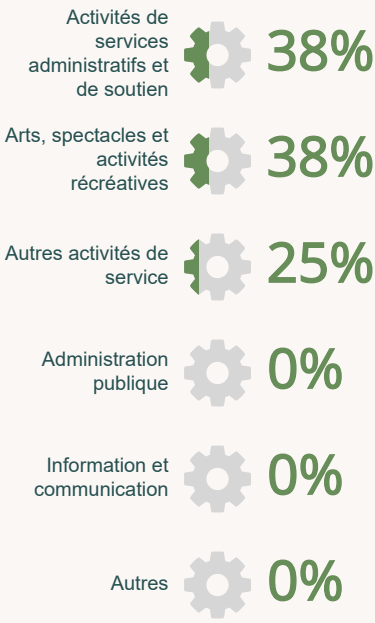 Activités de
services
administratifs et
de soutien
38%
Arts, spectacles et
activités
récréatives
38%
Autres activités de
service
25%
Administration
publique
0%
Information et
communication
0%
Autres
0%